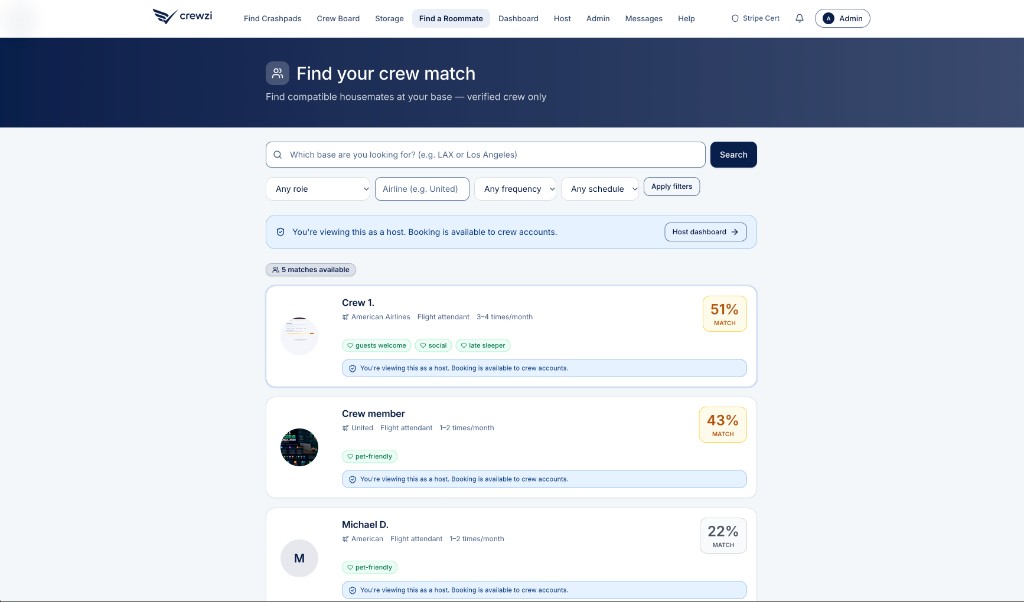 crewzi
Find Crashpads Crew Board Storage Find a Roommate Dashboard Host Admin Messages Help Stripe Cert A Admin
Find your crew match
Find compatible housemates at your base — verified crew only
Which base are you looking for? (e.g. LAX or Los Angeles) Search
Any role Airline (e.g. United) Any frequency Any schedule Apply filters
You're viewing this as a host. Booking is available to crew accounts. Host dashboard →
5 matches available
Crew 1.
51%
American Airlines Flight attendant 3–4 times/month
MATCH
guests welcome social late sleeper
You're viewing this as a host. Booking is available to crew accounts.
Crew member
43%
United Flight attendant 1–2 times/month
MATCH
pet-friendly
You're viewing this as a host. Booking is available to crew accounts.
Michael D.
22%
American Flight attendant 1–2 times/month
MATCH
M
pet-friendly
You're viewing this as a host. Booking is available to crew accounts.